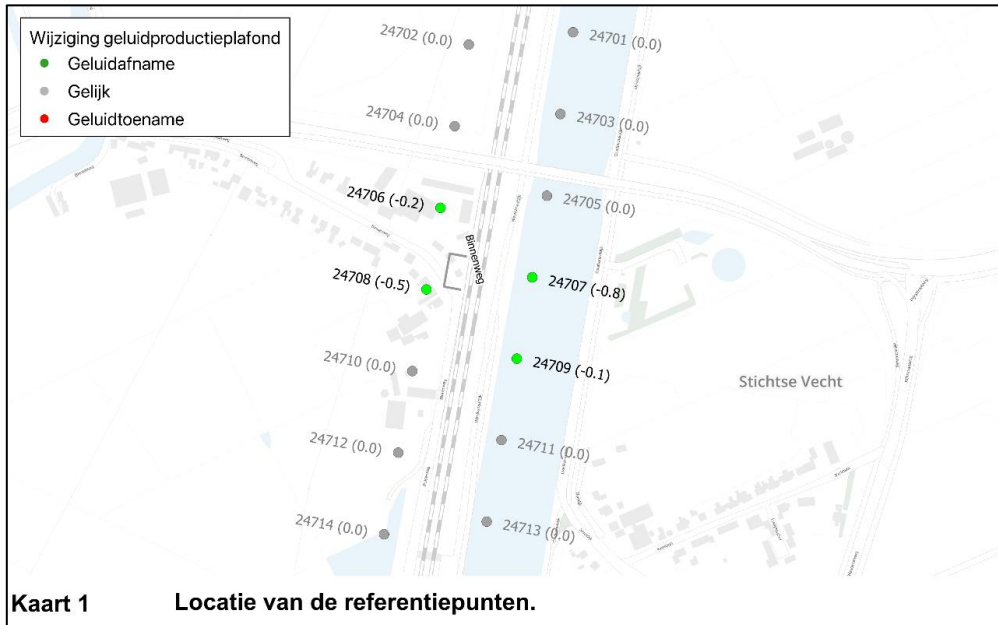 Wijziging geluidproductieplafond
Geluidafname
Gelijk
Geluidtoename
24702 (0.0)
24701 (0.0)
24704 (0.0)
24703 (0.0)
24706 (-0.2)
24705 (0.0)
Binnenweg
24708 (-0.5)
24707 (-0.8)
24710 (0.0)
24709 (-0.1)
Stichtse Vecht
24712 (0.0)
24711 (0.0)
24714 (0.0)
24713 (0.0)
Kaart 1 Locatie van de referentiepunten.